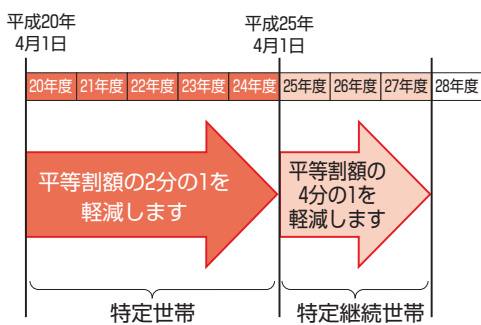 平成20年
4月1日
平成25年
4月1日
20年度 21年度 22年度 23年度 24年度 25年度 26年度 27年度 28年度
平等割額の2分の1を
軽減します
平等割額の
4分の1を
軽減します
特定世帯
特定継続世帯